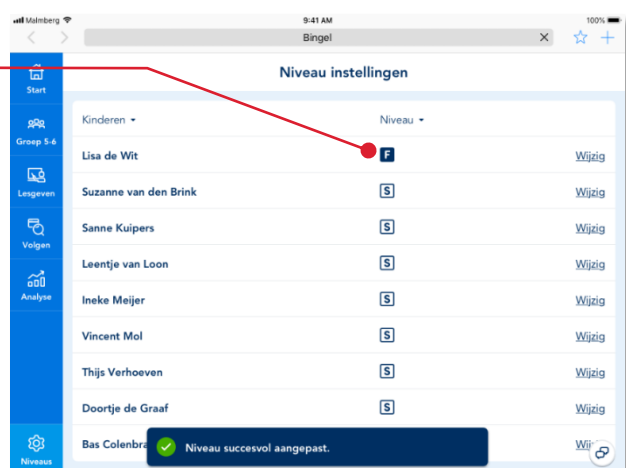 Malmberg 9:41 AM 100%
Bingel
Start
Groep 5-6
Lesgeven
Volgen
Analyse
Niveaus
Niveau instellingen
Kinderen Niveau
Lisa de Wit F Wijzig
Suzanne van den Brink S Wijzig
Sanne Kuipers S Wijzig
Leentje van Loon S Wijzig
Ineke Meijer S Wijzig
Vincent Mol S Wijzig
Thijs Verhoeven S Wijzig
Doortje de Graaf S Wijzig
Bas
Niveau succesvol aangepast.